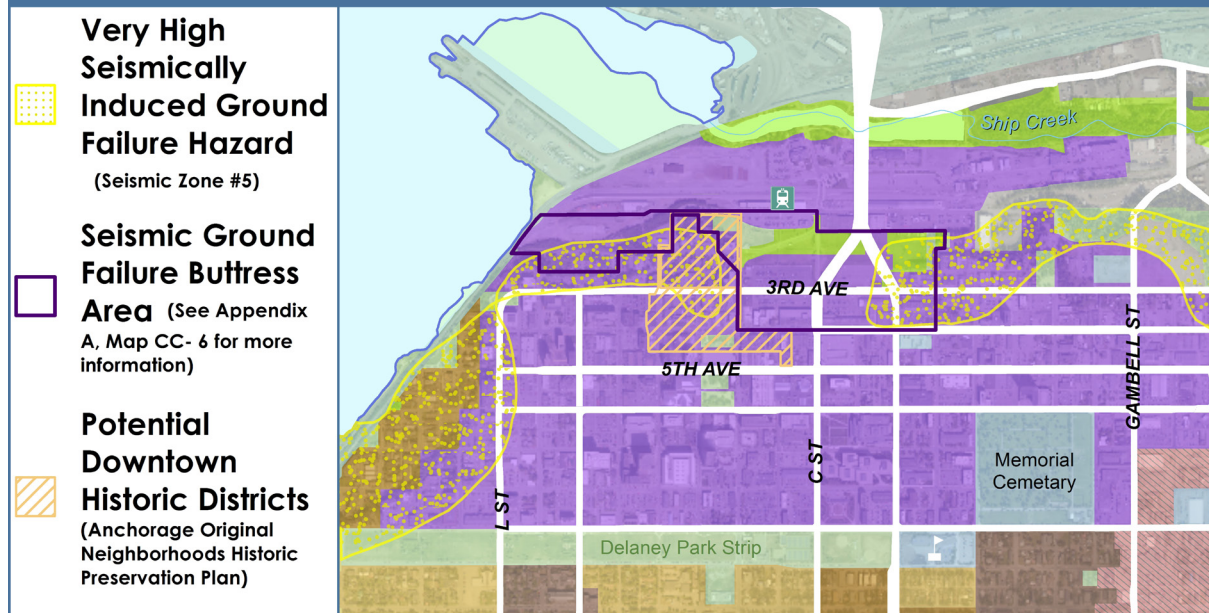 Very High
Seismically
Induced Ground
Failure Hazard
(Seismic Zone #5)
Seismic Ground
Failure Buttress
Area (See Appendix
A, Map CC- 6 for more
information)
Potential
Downtown
Historic Districts
(Anchorage Original
Neighborhoods Historic
Preservation Plan)
Ship Creek
3RD AVE
5TH AVE
GAMBELL ST
C ST
L ST
Memorial
Cemetary
Delaney Park Strip